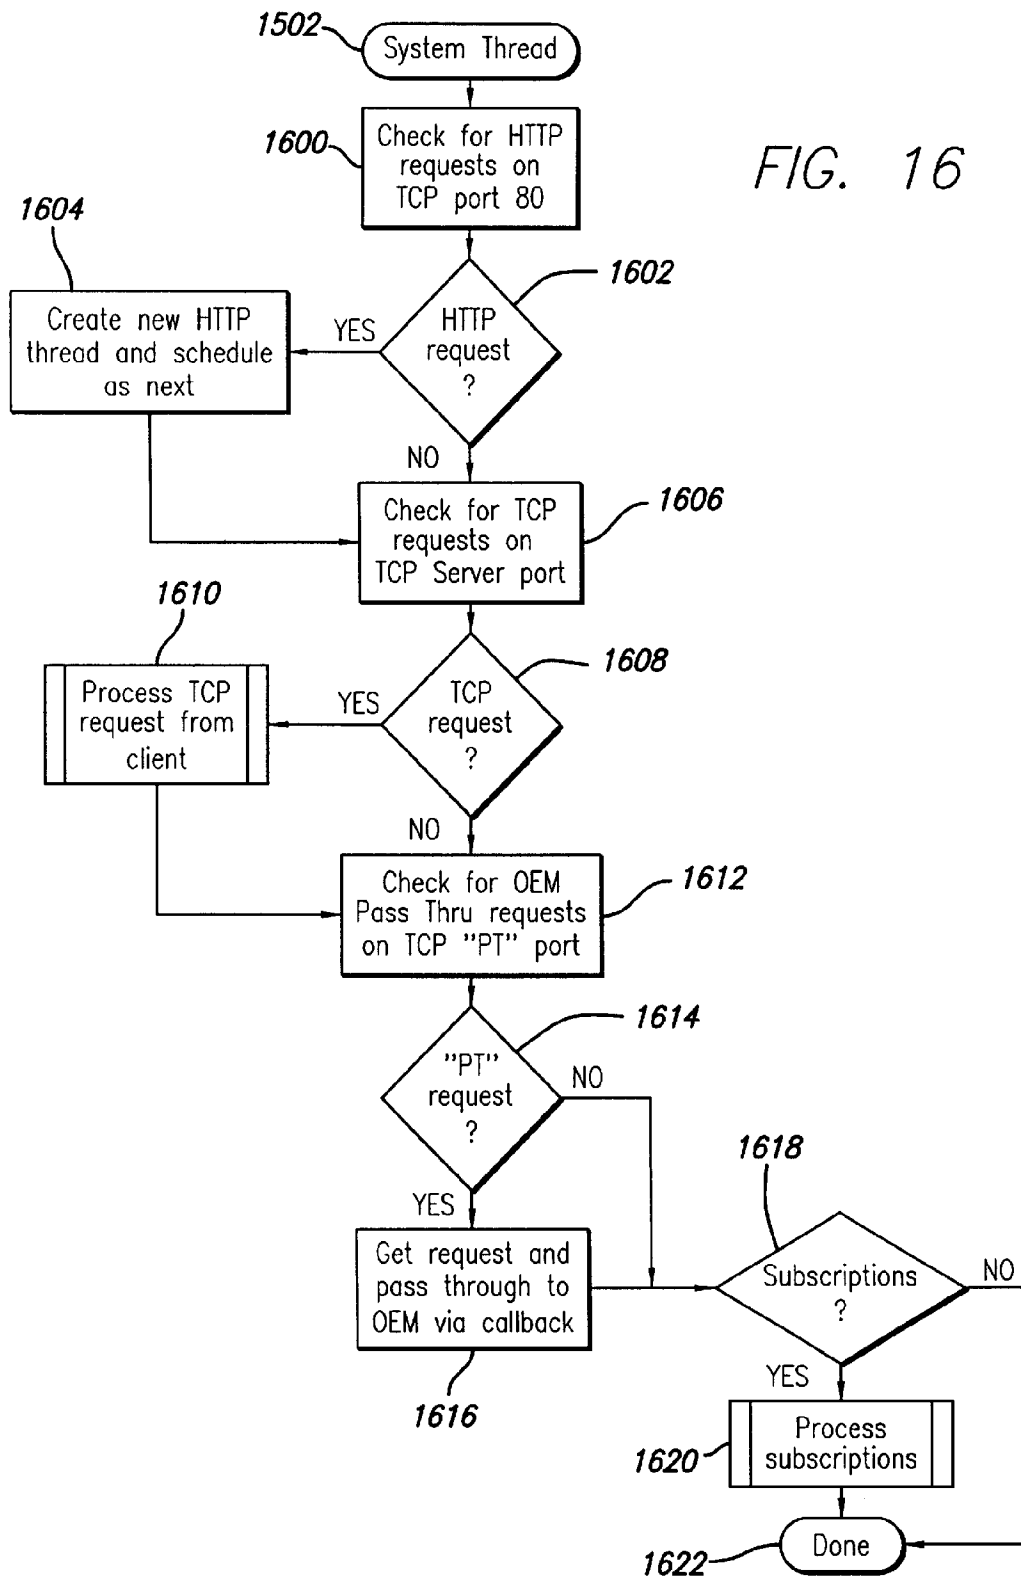 1502
System Thread
1600
Check for HTTP
requests on
TCP port 80
FIG. 16
1604
Create new HTTP
thread and schedule
as next
YES
1602
HTTP
request
?
NO
1606
Check for TCP
requests on
TCP Server port
1610
Process TCP
request from
client
YES
1608
TCP
request
?
NO
1612
Check for OEM
Pass Thru requests
on TCP "PT" port
1614
"PT"
request
?
NO
YES
1616
Get request and
pass through to
OEM via callback
1618
Subscriptions
?
NO
YES
1620
Process
subscriptions
1622
Done